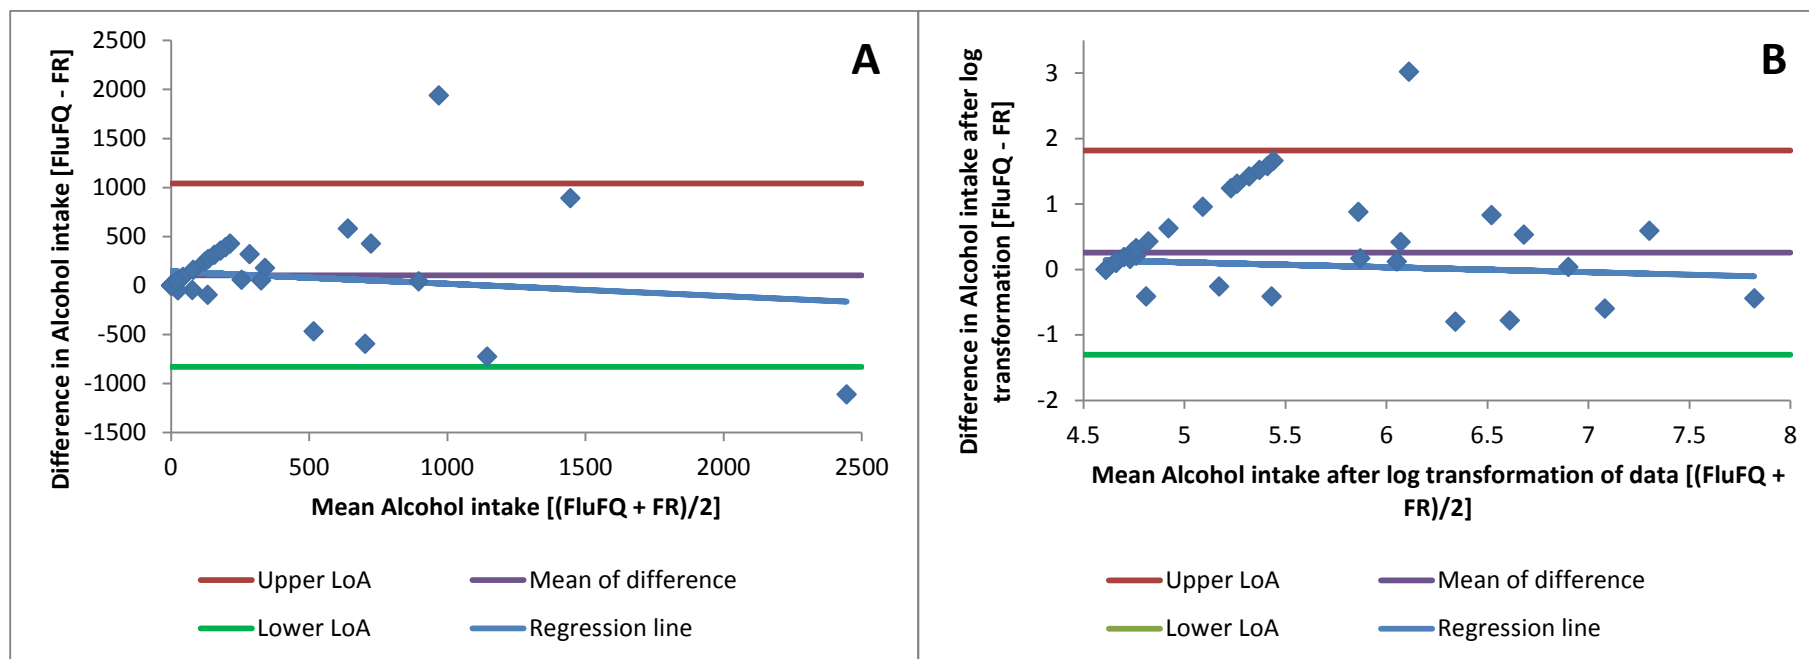 A
Difference in Alcohol intake [FluFQ - FR]
2500
2000
1500
1000
500
0
-500
-1000
-1500
0 500 1000 1500 2000 2500
Mean Alcohol intake [(FluFQ + FR)/2]
Upper LoA Mean of difference
Lower LoA Regression line
B
Difference in Alcohol intake after log
transformation [FluFQ - FR]
3
2
1
0
-1
-2
4.5 5 5.5 6 6.5 7 7.5 8
Mean Alcohol intake after log transformation of data [(FluFQ +
FR)/2]
Upper LoA Mean of difference
Lower LoA Regression line